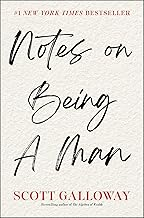 #1 NEW YORK TIMES BESTSELLER
Notes on
Being
A Man
SCOTT GALLOWAY
Bestselling author of The Algebra of Wealth